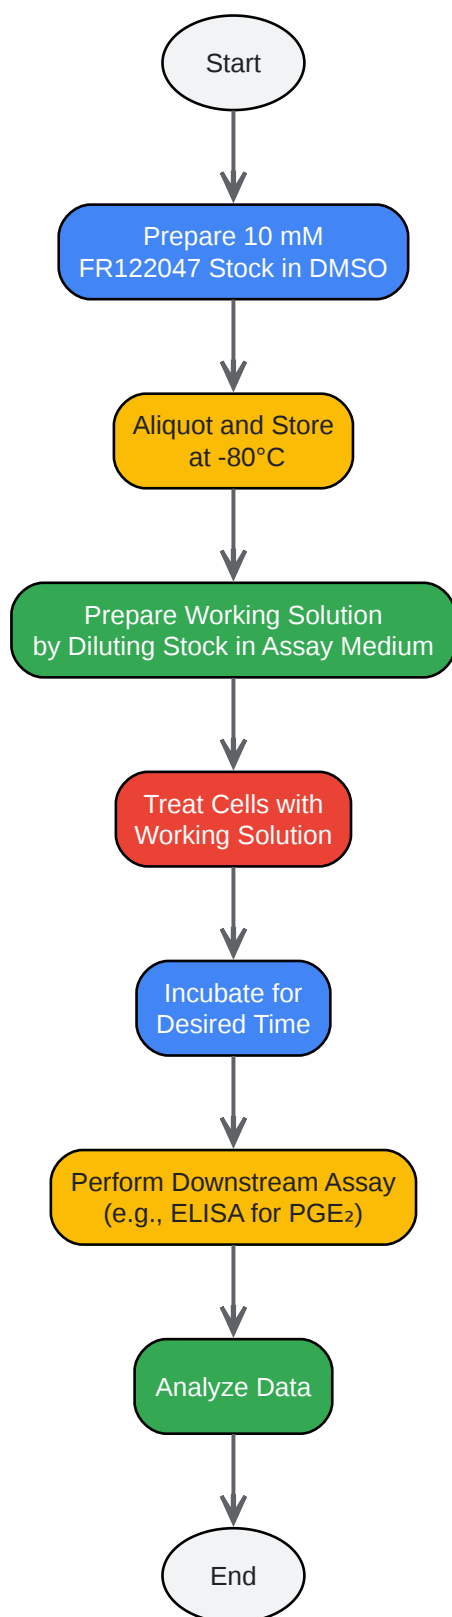 Start
Prepare 10 mM
FR122047 Stock in DMSO
Aliquot and Store
at -80°C
Prepare Working Solution
by Diluting Stock in Assay Medium
Treat Cells with
Working Solution
Incubate for
Desired Time
Perform Downstream Assay
(e.g., ELISA for PGE₂)
Analyze Data
End